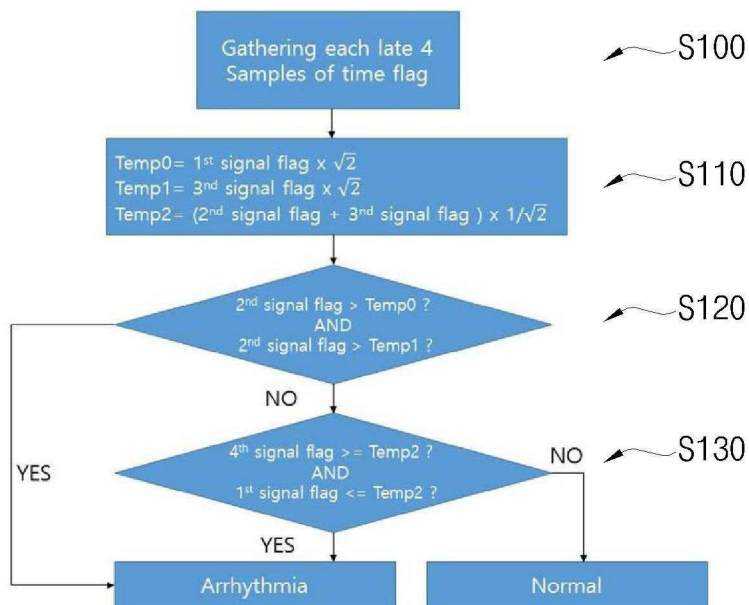 Gathering each late 4
Samples of time flag
S100
Temp0= 1st signal flag x √2
Temp1= 3nd signal flag x √2
Temp2= (2nd signal flag + 3nd signal flag ) x 1/√2
S110
2nd signal flag > Temp0 ?
AND
2nd signal flag > Temp1 ?
S120
NO
4th signal flag >= Temp2 ?
AND
1st signal flag <= Temp2 ?
S130
YES
NO
YES
Arrhythmia
Normal